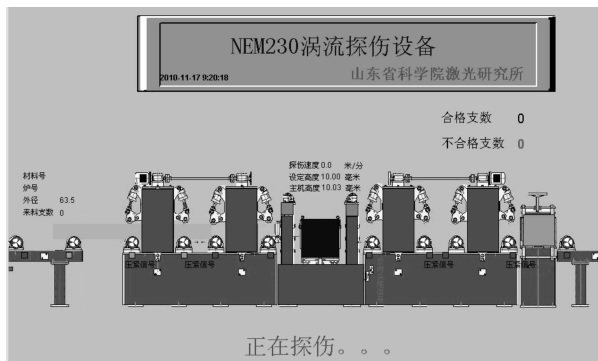 NEM230涡流探伤设备
2010-11-17 9:20:18 山东省科学院激光研究所
合格支数 0
不合格支数 0
探伤速度 0.0 米/分
设定高度 10.00 毫米
主机高度 10.03 毫米
材料号
炉号
外径 63.5
来料支数 0
压紧信号 压紧信号 压紧信号
正在探伤。。。